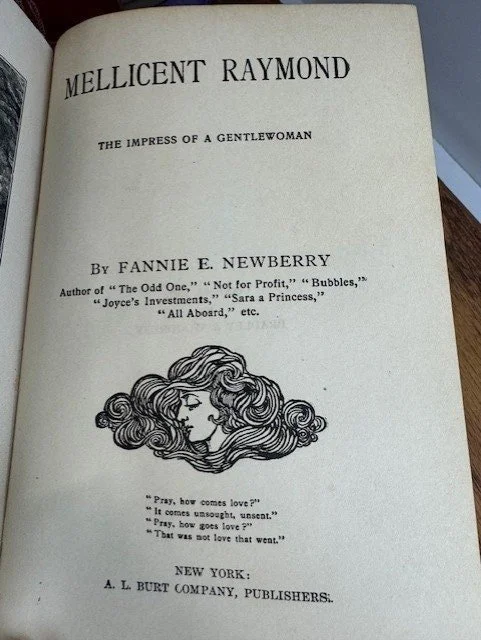 MELLICENT RAYMOND
THE IMPRESS OF A GENTLEWOMAN
BY FANNIE E. NEWBERRY
Author of "The Odd One," "Not for Profit," "Bubbles,"
"Joyce's Investments," "Sara a Princess,"
"All Aboard," etc.
"Pray, how comes love?"
"It comes unsought, unsent."
"Pray, how goes love?"
"That was not love that went."
NEW YORK:
A. L. BURT COMPANY, PUBLISHERS.